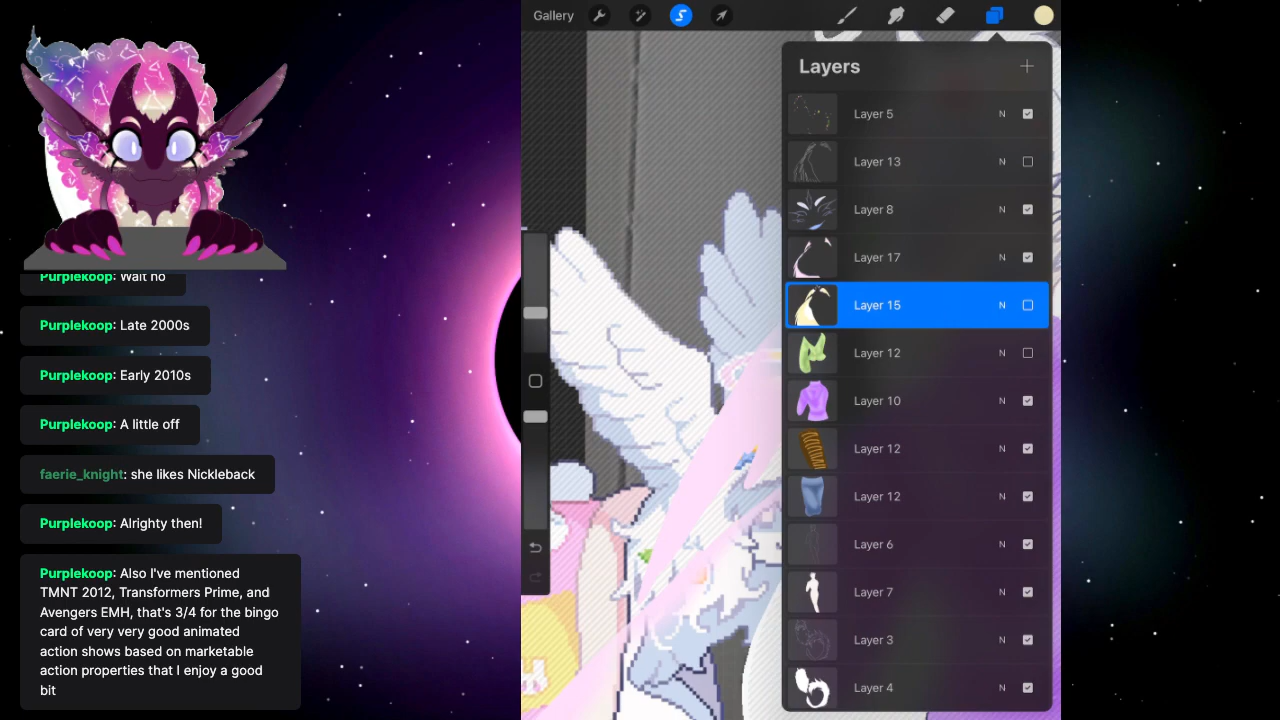 Purplekoop: Wait no
Purplekoop: Late 2000s
Purplekoop: Early 2010s
Purplekoop: A little off
faerie_knight: she likes Nickleback
Purplekoop: Alrighty then!
Purplekoop: Also I've mentioned
TMNT 2012, Transformers Prime, and
Avengers EMH, that's 3/4 for the bingo
card of very very good animated
action shows based on marketable
action properties that I enjoy a good
bit
Gallery
Layers
Layer 5 N
Layer 13 N
Layer 8 N
Layer 17 N
Layer 15 N
Layer 12 N
Layer 10 N
Layer 12 N
Layer 12 N
Layer 6 N
Layer 7 N
Layer 3 N
Layer 4 N